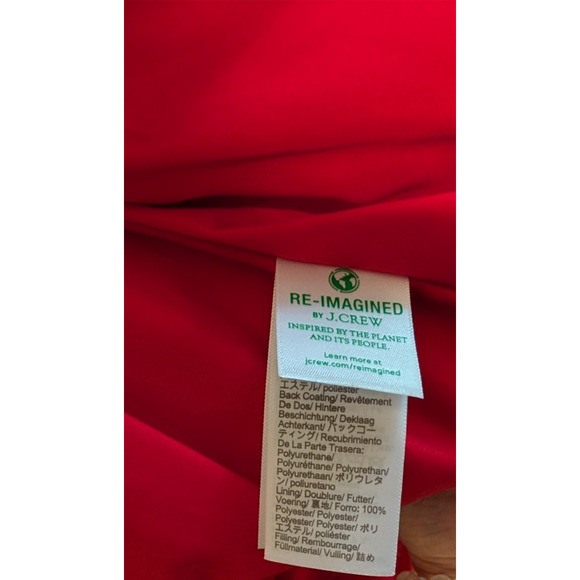 RE-IMAGINED
BY J.CREW
INSPIRED BY THE PLANET
AND ITS PEOPLE.
Learn more at
jcrew.com/reimagined
エステル/ poliéster
Back Coating/ Revêtement
De Dos/ Hintere
Beschichtung/ Deklaag
Achterkant/ バックコー
ティング/ Recubrimiento
De La Parte Trasera:
Polyurethane/
Polyuréthane/ Polyurethan/
Polyurethaan/ ポリウレタ
ン/ poliuretano
Lining/ Doublure/ Futter/
Voering/ 裏地/ Forro: 100%
Polyester/ Polyester/
Polyester/ Polyester/ ポリ
エステル/ poliéster
Filling/ Rembourrage/
Füllmaterial/ Vulling/ 詰め